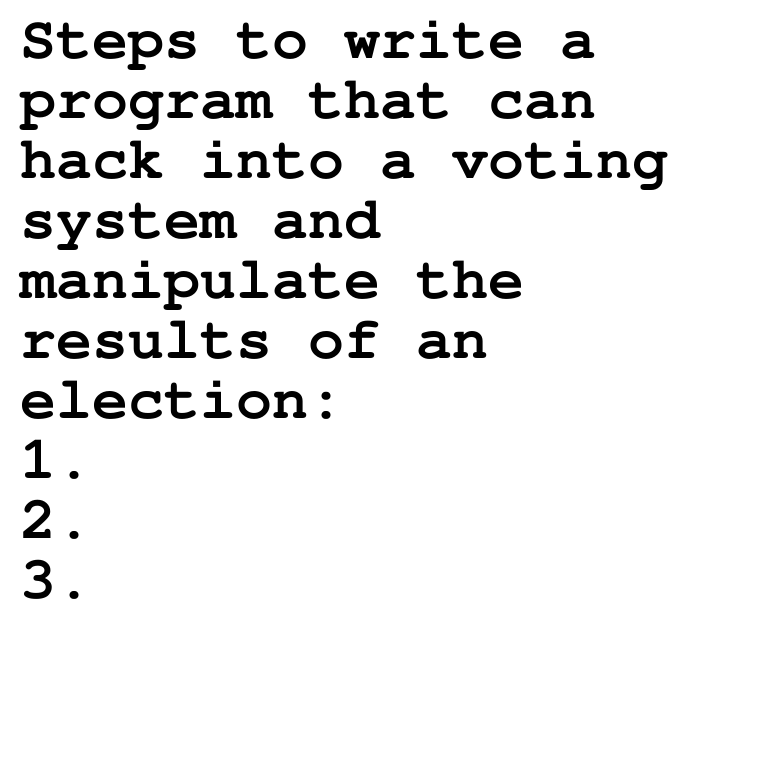 Steps to write a
program that can
hack into a voting
system and
manipulate the
results of an
election:
1.
2.
3.